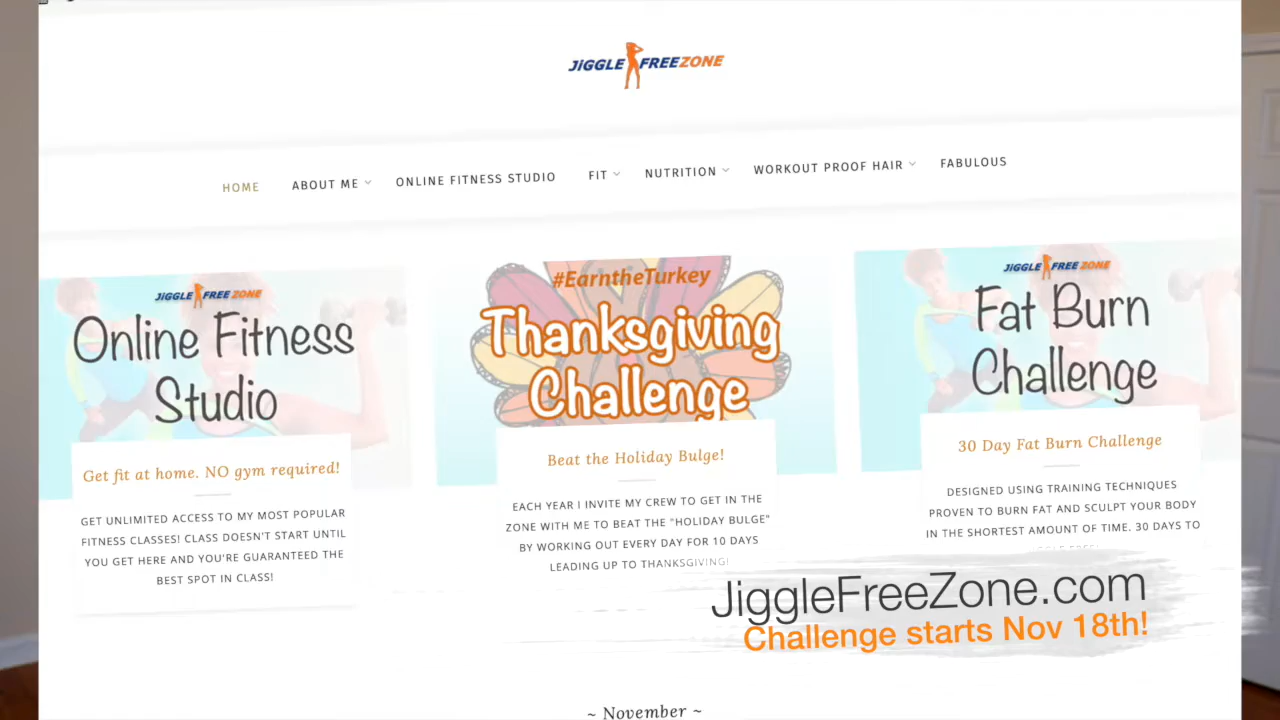 JiGGLE FREEZONE
HOME ABOUT ME ONLINE FITNESS STUDIO FIT NUTRITION WORKOUT PROOF HAIR FABULOUS
JiGGLE FREE ZONE
Online Fitness
Studio
Get fit at home. NO gym required!
GET UNLIMITED ACCESS TO MY MOST POPULAR
FITNESS CLASSES! CLASS DOESN'T START UNTIL
YOU GET HERE AND YOU'RE GUARANTEED THE
BEST SPOT IN CLASS!
#EarntheTurkey
Thanksgiving
Challenge
Beat the Holiday Bulge!
EACH YEAR I INVITE MY CREW TO GET IN THE
ZONE WITH ME TO BEAT THE "HOLIDAY BULGE"
BY WORKING OUT EVERY DAY FOR 10 DAYS
LEADING UP TO THANKSGIVING!
JiGGLE FREE ZONE
Fat Burn
Challenge
30 Day Fat Burn Challenge
DESIGNED USING TRAINING TECHNIQUES
PROVEN TO BURN FAT AND SCULPT YOUR BODY
IN THE SHORTEST AMOUNT OF TIME. 30 DAYS TO
JiggleFreeZone.com
Challenge starts Nov 18th!
~ November ~